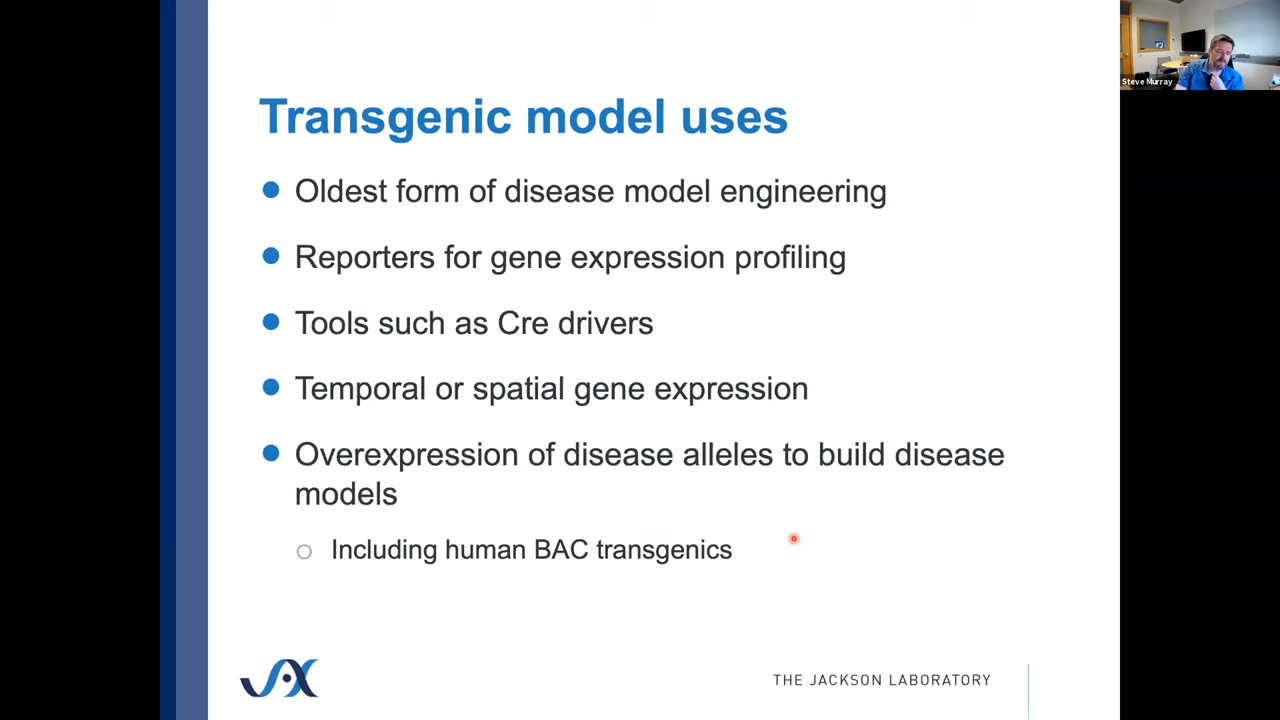 Steve Murray
Transgenic model uses
Oldest form of disease model engineering
Reporters for gene expression profiling
Tools such as Cre drivers
Temporal or spatial gene expression
Overexpression of disease alleles to build disease
models
Including human BAC transgenics
JAX
THE JACKSON LABORATORY